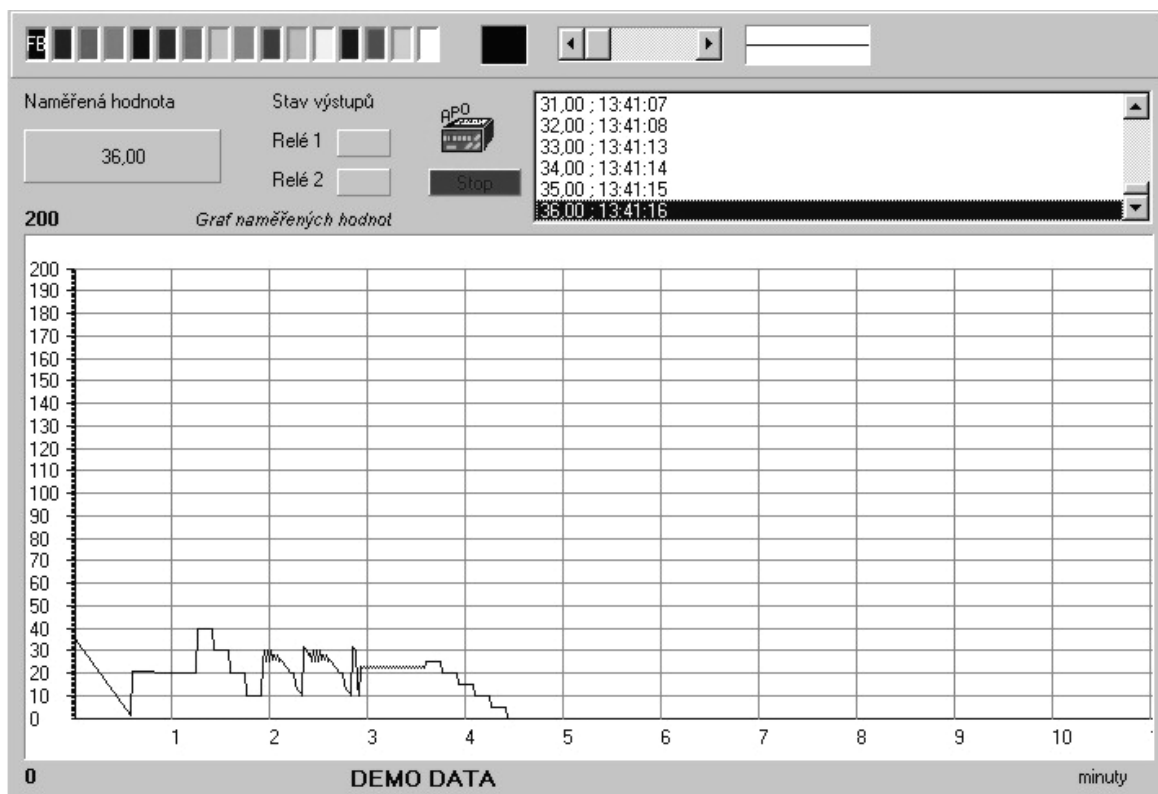 FB
Naměřená hodnota
36,00
Stav výstupů
Relé 1
Relé 2
APO
Stop
31,00 ; 13:41:07
32,00 ; 13:41:08
33,00 ; 13:41:13
34,00 ; 13:41:14
35,00 ; 13:41:15
36,00 ; 13:41:16
200
Graf naměřených hodnot
200
190
180
170
160
150
140
130
120
110
100
90
80
70
60
50
40
30
20
10
0
1 2 3 4 5 6 7 8 9 10
0
DEMO DATA
minuty